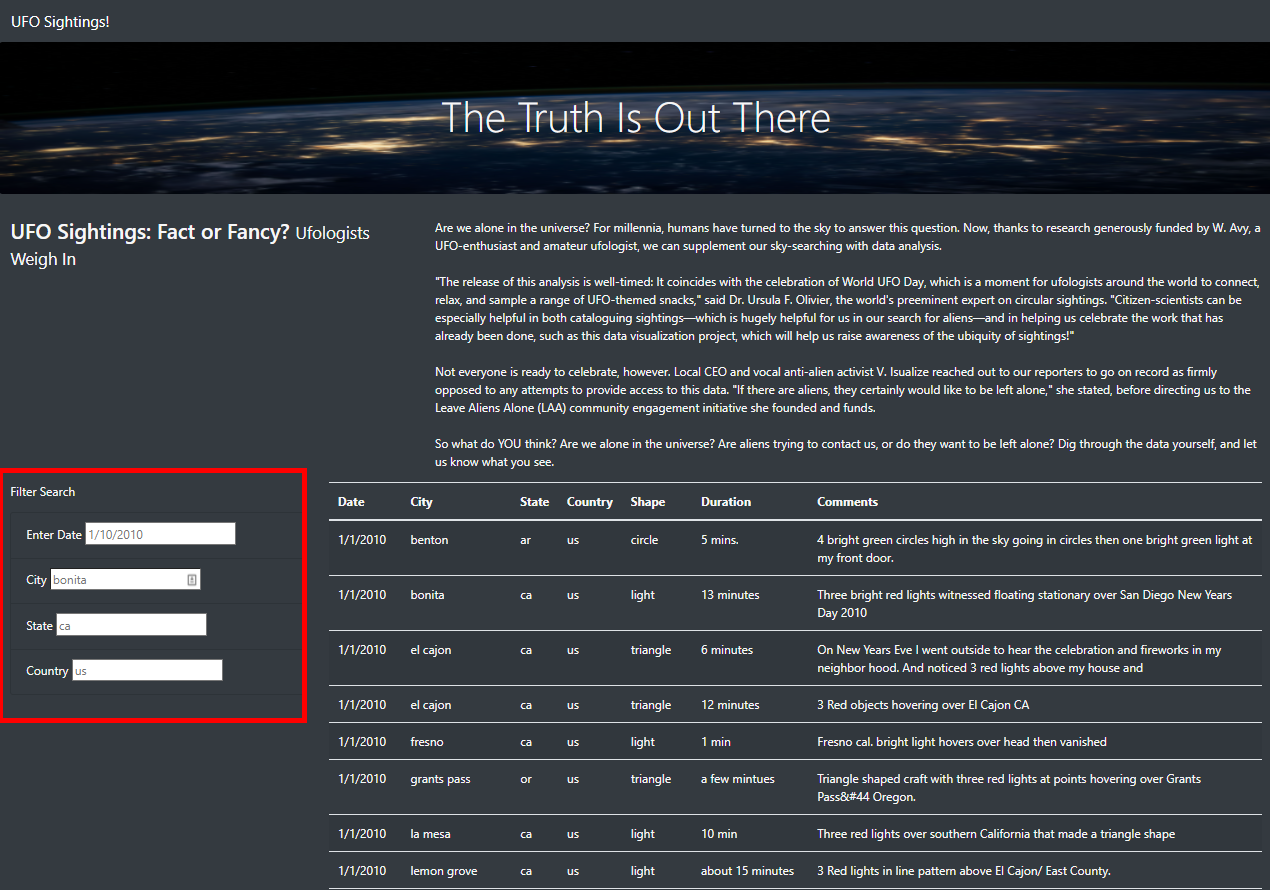 UFO Sightings!
The Truth Is Out There
UFO Sightings: Fact or Fancy? Ufologists
Weigh In
Are we alone in the universe? For millennia, humans have turned to the sky to answer this question. Now, thanks to research generously funded by W. Avy, a
UFO-enthusiast and amateur ufologist, we can supplement our sky-searching with data analysis.
"The release of this analysis is well-timed: It coincides with the celebration of World UFO Day, which is a moment for ufologists around the world to connect,
relax, and sample a range of UFO-themed snacks," said Dr. Ursula F. Olivier, the world's preeminent expert on circular sightings. "Citizen-scientists can be
especially helpful in both cataloguing sightings—which is hugely helpful for us in our search for aliens—and in helping us celebrate the work that has
already been done, such as this data visualization project, which will help us raise awareness of the ubiquity of sightings!"
Not everyone is ready to celebrate, however. Local CEO and vocal anti-alien activist V. Isualize reached out to our reporters to go on record as firmly
opposed to any attempts to provide access to this data. "If there are aliens, they certainly would like to be left alone," she stated, before directing us to the
Leave Aliens Alone (LAA) community engagement initiative she founded and funds.
So what do YOU think? Are we alone in the universe? Are aliens trying to contact us, or do they want to be left alone? Dig through the data yourself, and let
us know what you see.
Filter Search
Enter Date 1/10/2010
City bonita
State ca
Country us
Date City State Country Shape Duration Comments
1/1/2010 benton ar us circle 5 mins. 4 bright green circles high in the sky going in circles then one bright green light at
my front door.
1/1/2010 bonita ca us light 13 minutes Three bright red lights witnessed floating stationary over San Diego New Years
Day 2010
1/1/2010 el cajon ca us triangle 6 minutes On New Years Eve I went outside to hear the celebration and fireworks in my
neighbor hood. And noticed 3 red lights above my house and
1/1/2010 el cajon ca us triangle 12 minutes 3 Red objects hovering over El Cajon CA
1/1/2010 fresno ca us light 1 min Fresno cal. bright light hovers over head then vanished
1/1/2010 grants pass or us triangle a few mintues Triangle shaped craft with three red lights at points hovering over Grants
Pass&#44 Oregon.
1/1/2010 la mesa ca us light 10 min Three red lights over southern California that made a triangle shape
1/1/2010 lemon grove ca us light about 15 minutes 3 Red lights in line pattern above El Cajon/ East County.